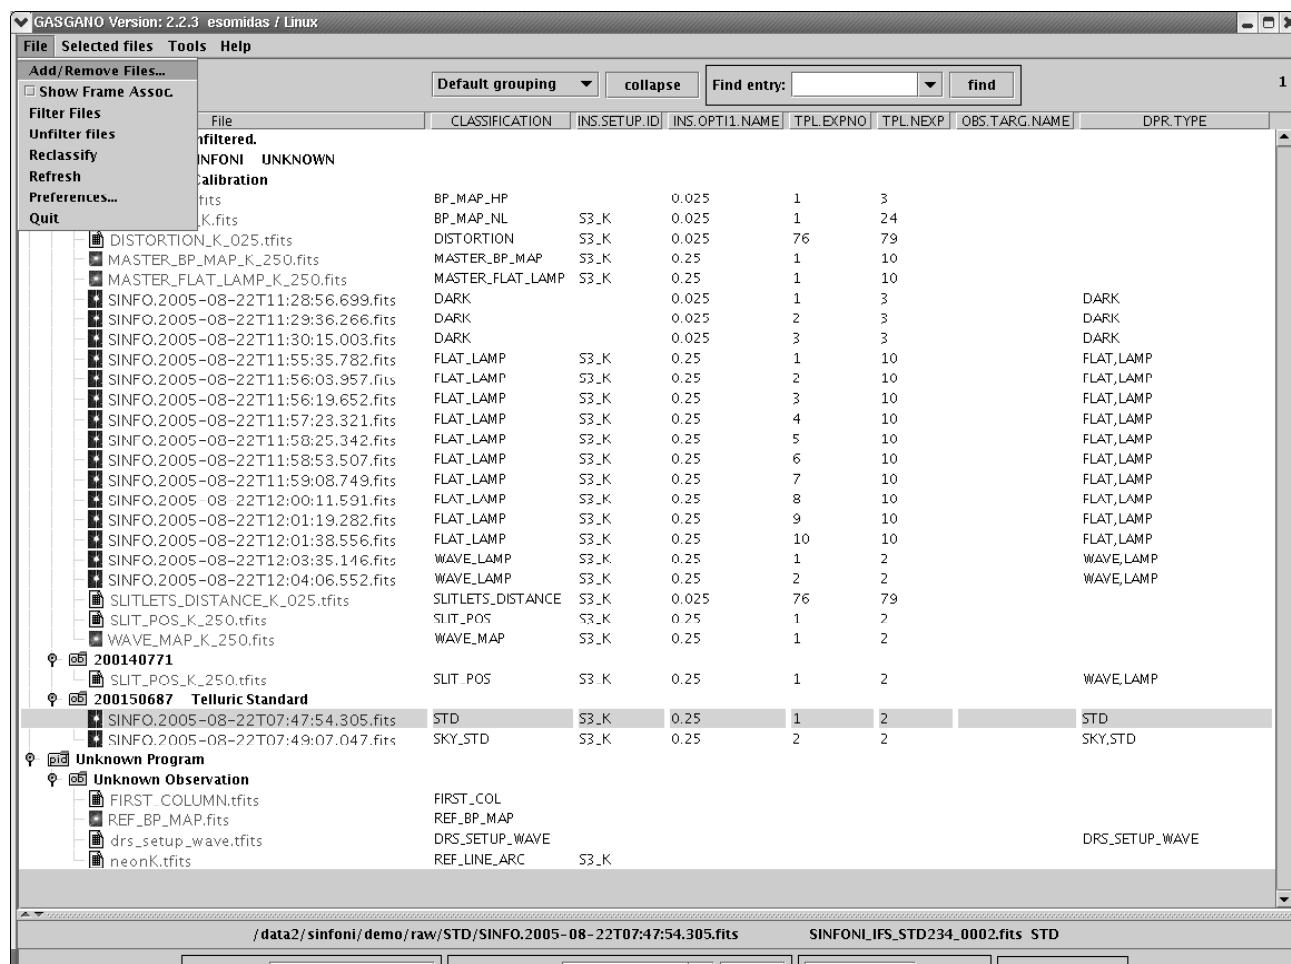 GASGANO Version: 2.2.3 esomidas / Linux
File Selected files Tools Help
Add/Remove Files...
Show Frame Assoc.
Filter Files
Unfilter files
Reclassify
Refresh
Preferences...
Quit
Default grouping collapse Find entry: find 1
File CLASSIFICATION INS.SETUP.ID INS.OPTI1.NAME TPL.EXPNO TPL.NEXP OBS.TARG.NAME DPR.TYPE
nfiltered.
INFONI UNKNOWN
Calibration
fits BP_MAP_HP 0.025 1 3
_K.fits BP_MAP_NL S3_K 0.025 1 24
DISTORTION_K_025.tfits DISTORTION S3_K 0.025 76 79
MASTER_BP_MAP_K_250.fits MASTER_BP_MAP S3_K 0.25 1 10
MASTER_FLAT_LAMP_K_250.fits MASTER_FLAT_LAMP S3_K 0.25 1 10
SINFO.2005-08-22T11:28:56.699.fits DARK 0.025 1 3 DARK
SINFO.2005-08-22T11:29:36.266.fits DARK 0.025 2 3 DARK
SINFO.2005-08-22T11:30:15.003.fits DARK 0.025 3 3 DARK
SINFO.2005-08-22T11:55:35.782.fits FLAT_LAMP S3_K 0.25 1 10 FLAT,LAMP
SINFO.2005-08-22T11:56:03.957.fits FLAT_LAMP S3_K 0.25 2 10 FLAT,LAMP
SINFO.2005-08-22T11:56:19.652.fits FLAT_LAMP S3_K 0.25 3 10 FLAT,LAMP
SINFO.2005-08-22T11:57:23.321.fits FLAT_LAMP S3_K 0.25 4 10 FLAT,LAMP
SINFO.2005-08-22T11:58:25.342.fits FLAT_LAMP S3_K 0.25 5 10 FLAT,LAMP
SINFO.2005-08-22T11:58:53.507.fits FLAT_LAMP S3_K 0.25 6 10 FLAT,LAMP
SINFO.2005-08-22T11:59:08.749.fits FLAT_LAMP S3_K 0.25 7 10 FLAT,LAMP
SINFO.2005-08-22T12:00:11.591.fits FLAT_LAMP S3_K 0.25 8 10 FLAT,LAMP
SINFO.2005-08-22T12:01:19.282.fits FLAT_LAMP S3_K 0.25 9 10 FLAT,LAMP
SINFO.2005-08-22T12:01:38.556.fits FLAT_LAMP S3_K 0.25 10 10 FLAT,LAMP
SINFO.2005-08-22T12:03:35.146.fits WAVE_LAMP S3_K 0.25 1 2 WAVE,LAMP
SINFO.2005-08-22T12:04:06.552.fits WAVE_LAMP S3_K 0.25 2 2 WAVE,LAMP
SLITLETS_DISTANCE_K_025.tfits SLITLETS_DISTANCE S3_K 0.025 76 79
SLIT_POS_K_250.fits SLIT_POS S3_K 0.25 1 2
WAVE_MAP_K_250.fits WAVE_MAP S3_K 0.25 1 2
ob 200140771
SLIT_POS_K_250.fits SLIT_POS S3_K 0.25 1 2 WAVE,LAMP
ob 200150687 Telluric Standard
SINFO.2005-08-22T07:47:54.305.fits STD S3_K 0.25 1 2 STD
SINFO.2005-08-22T07:49:07.047.fits SKY_STD S3_K 0.25 2 2 SKY,STD
pid Unknown Program
ob Unknown Observation
FIRST_COLUMN.tfits FIRST_COL
REF_BP_MAP.fits REF_BP_MAP
drs_setup_wave.tfits DRS_SETUP_WAVE DRS_SETUP_WAVE
neonK.tfits REF_LINE_ARC S3_K
/data2/sinfoni/demo/raw/STD/SINFO.2005-08-22T07:47:54.305.fits SINFONI_IFS_STD234_0002.fits STD